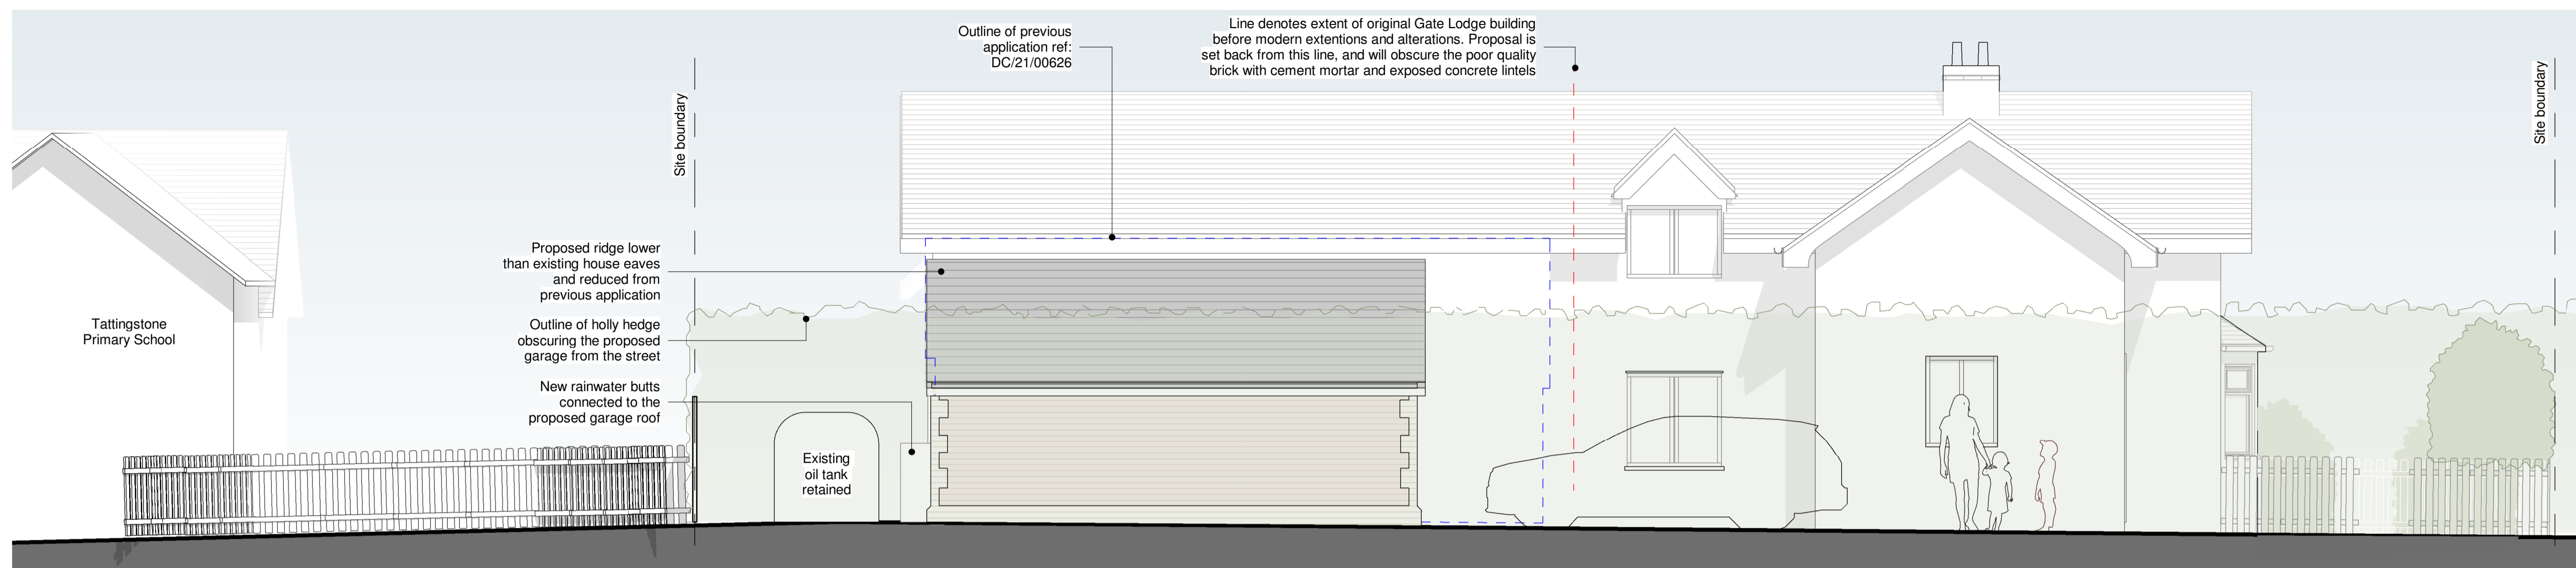 Outline of previous
application ref:
DC/21/00626
Line denotes extent of original Gate Lodge building
before modern extentions and alterations. Proposal is
set back from this line, and will obscure the poor quality
brick with cement mortar and exposed concrete lintels
Site boundary
Site boundary
Proposed ridge lower
than existing house eaves
and reduced from
previous application
Tattingstone
Primary School
Outline of holly hedge
obscuring the proposed
garage from the street
New rainwater butts
connected to the
proposed garage roof
Existing
oil tank
retained